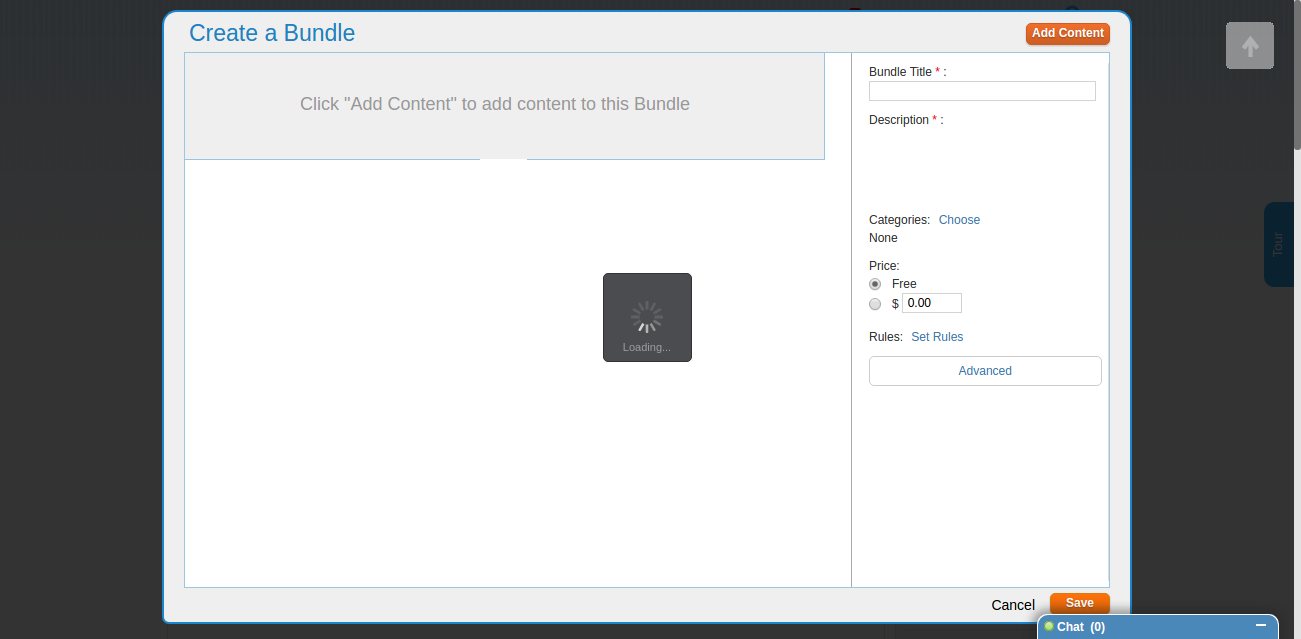 Create a Bundle
Add Content
Click "Add Content" to add content to this Bundle
Bundle Title * :
Description * :
Categories: Choose
None
Price:
Free
$ 0.00
Rules: Set Rules
Advanced
Loading...
Tour
Cancel
Save
Chat (0)